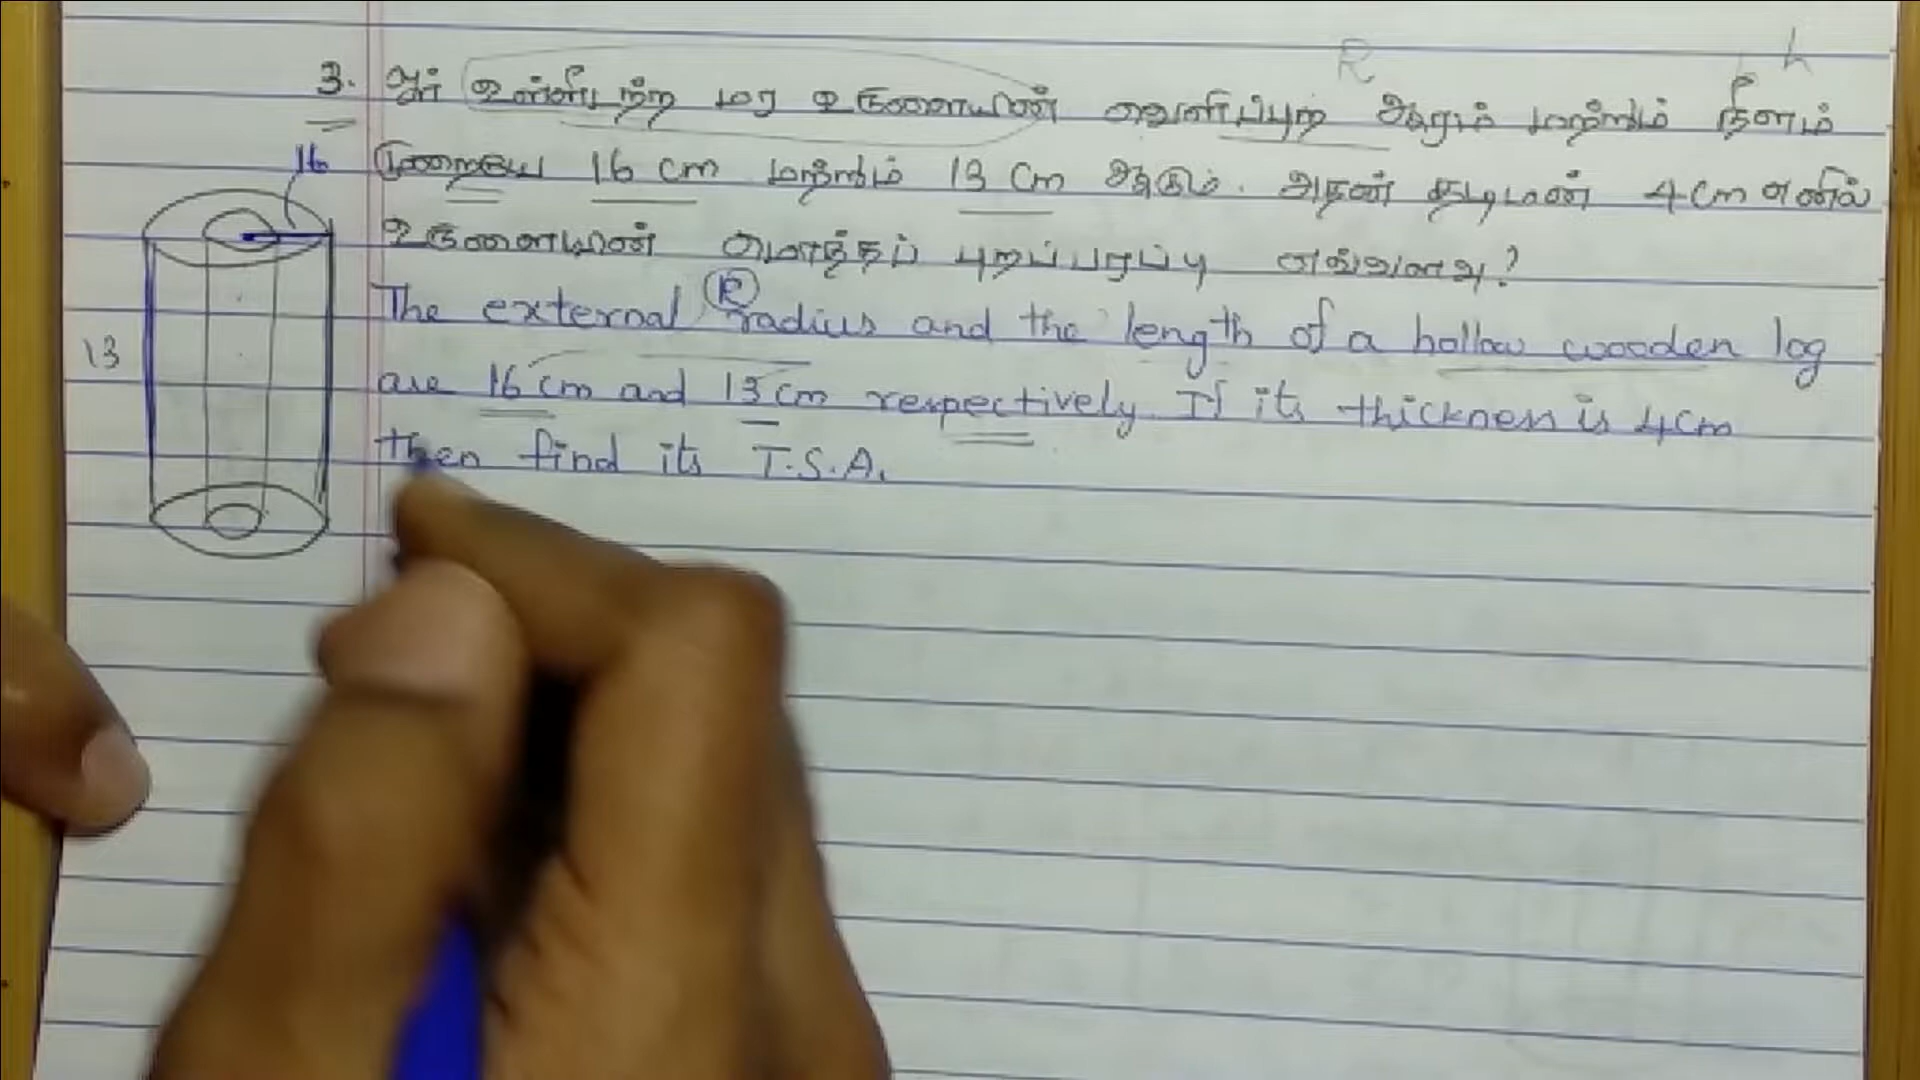 R h
3. ஓர் உள்ளீடற்ற மர உருளையின் வெளிப்புற ஆரம் மற்றும் நீளம்
முறையே 16 cm மற்றும் 13 cm ஆகும். அதன் தடிமன் 4 cm எனில்
உருளையின் மொத்தப் புறப்பரப்பு எவ்வளவு?
The external radius and the length of a hollow wooden log
R
are 16 cm and 13 cm respectively If its thickness is 4 cm
then find its T.S.A.
16
13